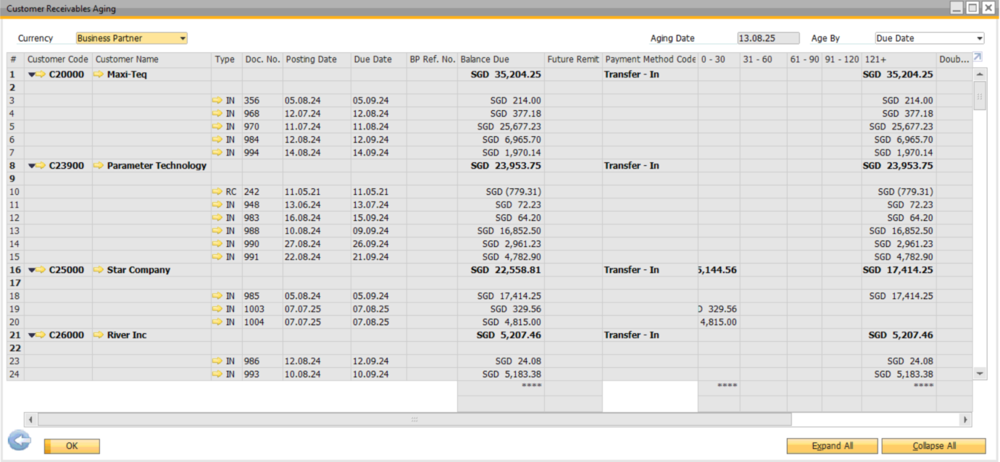 Customer Receivables Aging
Currency Business Partner Aging Date 13.08.25 Age By Due Date
# Customer Code Customer Name Type Doc. No. Posting Date Due Date BP Ref. No. Balance Due Future Remit Payment Method Code 0 - 30 31 - 60 61 - 90 91 - 120 121+ Doub...
1 C20000 Maxi-Teq SGD 35,204.25 Transfer - In SGD 35,204.25
2
3 IN 356 05.08.24 05.09.24 SGD 214.00 SGD 214.00
4 IN 968 12.07.24 12.08.24 SGD 377.18 SGD 377.18
5 IN 970 11.07.24 11.08.24 SGD 25,677.23 SGD 25,677.23
6 IN 984 12.08.24 12.09.24 SGD 6,965.70 SGD 6,965.70
7 IN 994 14.08.24 14.09.24 SGD 1,970.14 SGD 1,970.14
8 C23900 Parameter Technology SGD 23,953.75 Transfer - In SGD 23,953.75
9
10 RC 242 11.05.21 11.05.21 SGD (779.31) SGD (779.31)
11 IN 948 13.06.24 13.07.24 SGD 72.23 SGD 72.23
12 IN 983 16.08.24 15.09.24 SGD 64.20 SGD 64.20
13 IN 988 10.08.24 09.09.24 SGD 16,852.50 SGD 16,852.50
14 IN 990 27.08.24 26.09.24 SGD 2,961.23 SGD 2,961.23
15 IN 991 22.08.24 21.09.24 SGD 4,782.90 SGD 4,782.90
16 C25000 Star Company SGD 22,558.81 Transfer - In 5,144.56 SGD 17,414.25
17
18 IN 985 05.08.24 05.09.24 SGD 17,414.25 SGD 17,414.25
19 IN 1003 07.07.25 07.08.25 SGD 329.56 D 329.56
20 IN 1004 07.07.25 07.08.25 SGD 4,815.00 4,815.00
21 C26000 River Inc SGD 5,207.46 Transfer - In SGD 5,207.46
22
23 IN 986 12.08.24 12.09.24 SGD 24.08 SGD 24.08
24 IN 993 10.08.24 10.09.24 SGD 5,183.38 SGD 5,183.38
**** **** ****
OK Expand All Collapse All